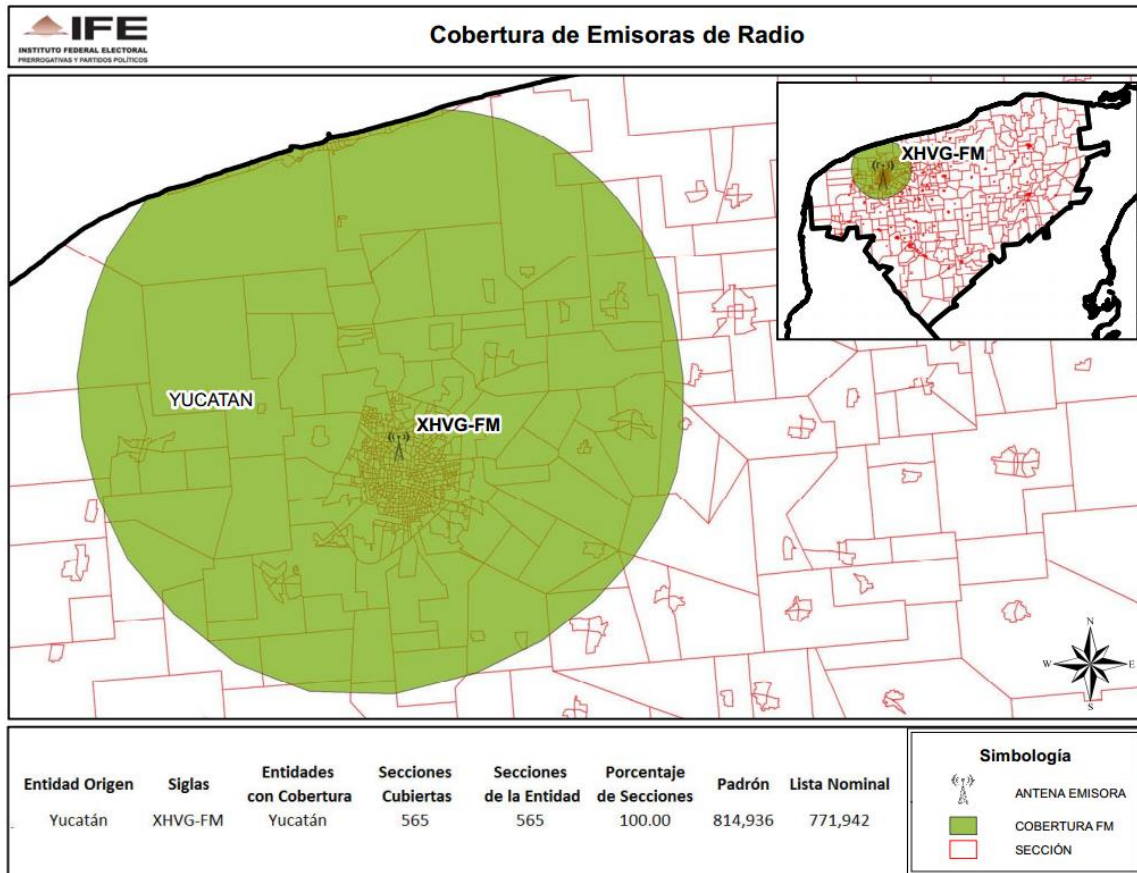 IFE
INSTITUTO FEDERAL ELECTORAL
PRERROGATIVAS Y PARTIDOS POLÍTICOS
Cobertura de Emisoras de Radio
XHVG-FM
YUCATAN
XHVG-FM
N
W E
S
Entidad Origen Siglas Entidades con Cobertura Secciones Cubiertas Secciones de la Entidad Porcentaje de Secciones Padrón Lista Nominal
Yucatán XHVG-FM Yucatán 565 565 100.00 814,936 771,942
Simbología
ANTENA EMISORA
COBERTURA FM
SECCIÓN